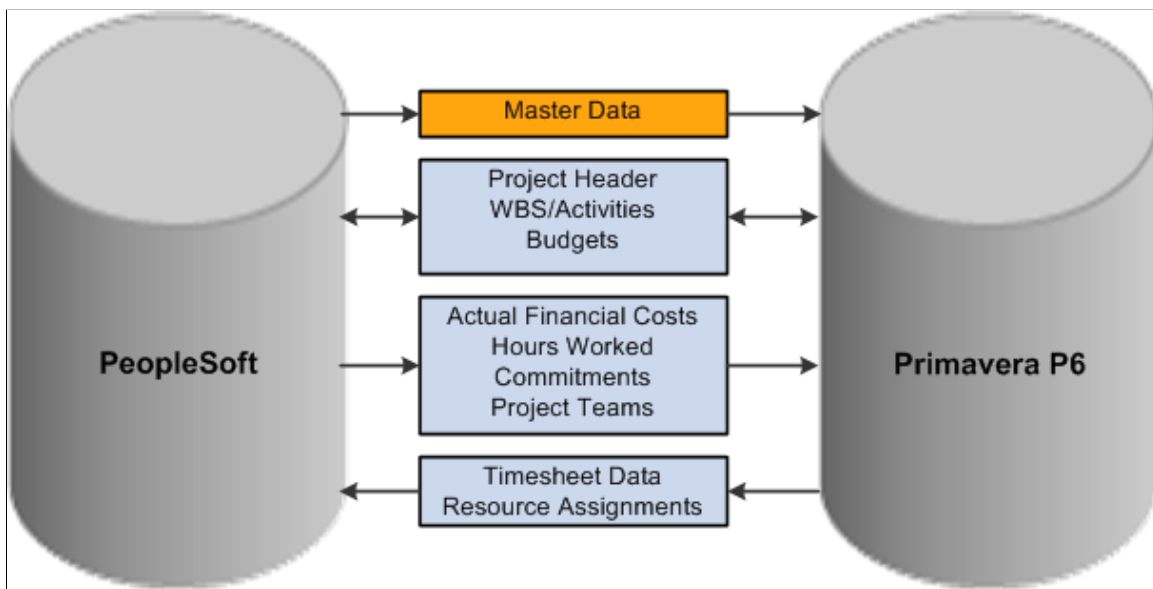 Master Data
Project Header
WBS/Activities
Budgets
Actual Financial Costs
Hours Worked
Commitments
Project Teams
PeopleSoft
Primavera P6
Timesheet Data
Resource Assignments